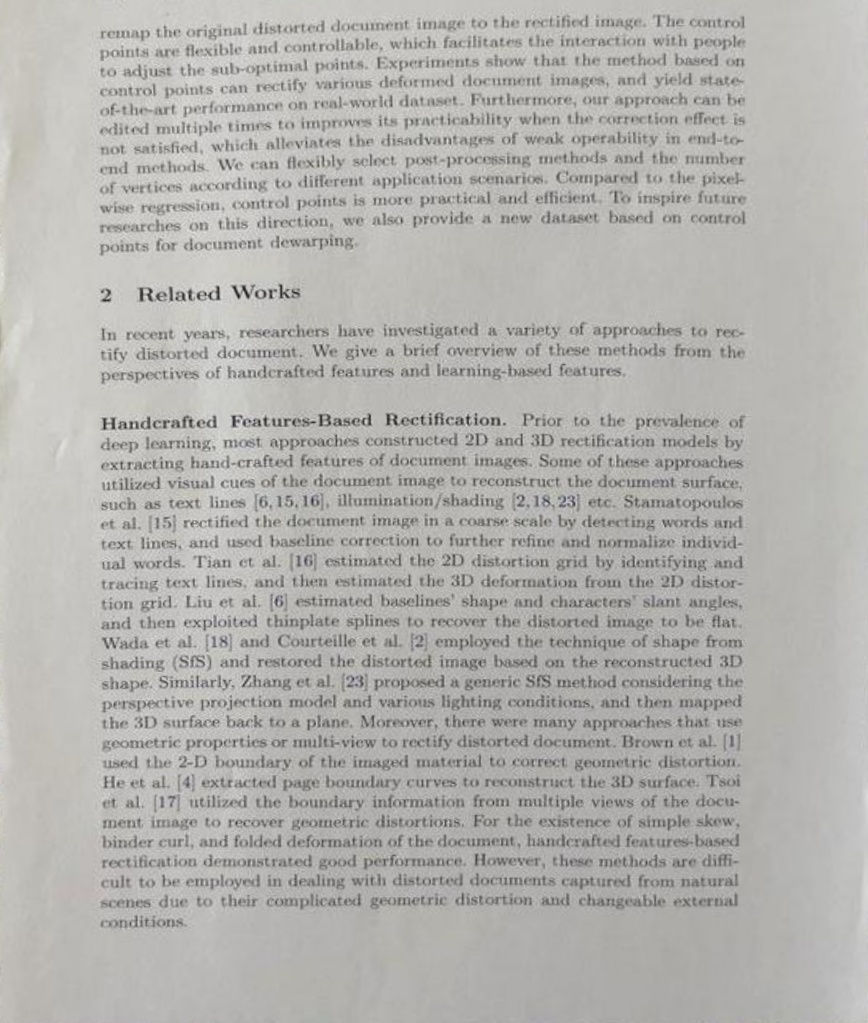 remap the original distorted document image to the rectified image. The control
points are flexible and controllable, which facilitates the interaction with people
to adjust the sub-optimal points. Experiments show that the method based on
control points can rectify various deformed document images, and yield state-
of-the-art performance on real-world dataset. Furthermore, our approach can be
edited multiple times to improves its practicability when the correction effect is
not satisfied, which alleviates the disadvantages of weak operability in end-to-
end methods. We can flexibly select post-processing methods and the number
of vertices according to different application scenarios. Compared to the pixel-
wise regression, control points is more practical and efficient. To inspire future
researches on this direction, we also provide a new dataset based on control
points for document dewarping.
2 Related Works
In recent years, researchers have investigated a variety of approaches to rec-
tify distorted document. We give a brief overview of these methods from the
perspectives of handcrafted features and learning-based features.
Handcrafted Features-Based Rectification. Prior to the prevalence of
deep learning, most approaches constructed 2D and 3D rectification models by
extracting hand-crafted features of document images. Some of these approaches
utilized visual cues of the document image to reconstruct the document surface,
such as text lines [6,15,16], illumination/shading [2,18,23] etc. Stamatopoulos
et al. [15] rectified the document image in a coarse scale by detecting words and
text lines, and used baseline correction to further refine and normalize individ-
ual words. Tian et al. [16] estimated the 2D distortion grid by identifying and
tracing text lines, and then estimated the 3D deformation from the 2D distor-
tion grid. Liu et al. [6] estimated baselines' shape and characters' slant angles,
and then exploited thinplate splines to recover the distorted image to be flat.
Wada et al. [18] and Courteille et al. [2] employed the technique of shape from
shading (SfS) and restored the distorted image based on the reconstructed 3D
shape. Similarly, Zhang et al. [23] proposed a generic SfS method considering the
perspective projection model and various lighting conditions, and then mapped
the 3D surface back to a plane. Moreover, there were many approaches that use
geometric properties or multi-view to rectify distorted document. Brown et al. [1]
used the 2-D boundary of the imaged material to correct geometric distortion.
He et al. [4] extracted page boundary curves to reconstruct the 3D surface. Tsoi
et al. [17] utilized the boundary information from multiple views of the docu-
ment image to recover geometric distortions. For the existence of simple skew,
binder curl, and folded deformation of the document, handcrafted features-based
rectification demonstrated good performance. However, these methods are diffi-
cult to be employed in dealing with distorted documents captured from natural
scenes due to their complicated geometric distortion and changeable external
conditions.